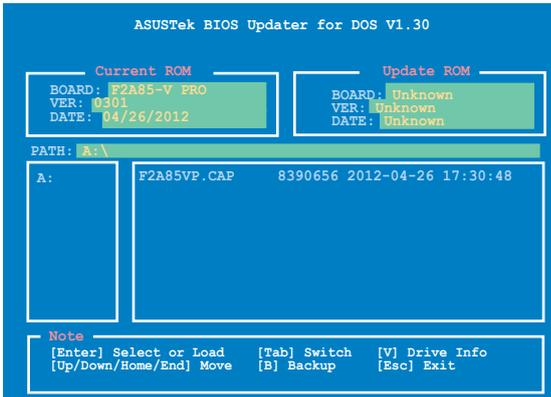 ASUSTek BIOS Updater for DOS V1.30
Current ROM
BOARD: F2A85-V PRO
VER: 0301
DATE: 04/26/2012
Update ROM
BOARD: Unknown
VER: Unknown
DATE: Unknown
PATH: A:\
A:
F2A85VP.CAP 8390656 2012-04-26 17:30:48
Note
[Enter] Select or Load [Tab] Switch [V] Drive Info
[Up/Down/Home/End] Move [B] Backup [Esc] Exit